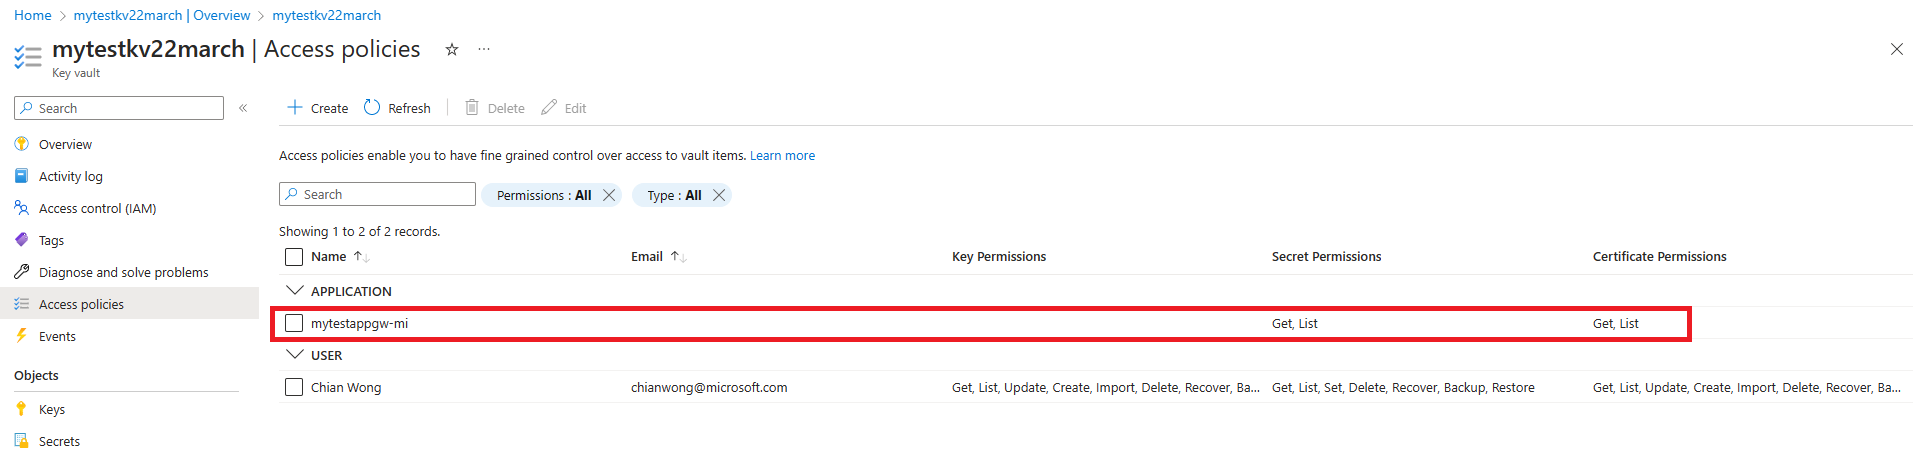 Home > mytestkv22march | Overview > mytestkv22march
mytestkv22march | Access policies ☆ ···
Key vault
Search «
Overview
Activity log
Access control (IAM)
Tags
Diagnose and solve problems
Access policies
Events
Objects
Keys
Secrets
+ Create Refresh Delete Edit
Access policies enable you to have fine grained control over access to vault items. Learn more
Search Permissions : All Type : All
Showing 1 to 2 of 2 records.
Name ↑↓ Email ↑↓ Key Permissions Secret Permissions Certificate Permissions
APPLICATION
mytestappgw-mi Get, List Get, List
USER
Chian Wong chianwong@microsoft.com Get, List, Update, Create, Import, Delete, Recover, Ba... Get, List, Set, Delete, Recover, Backup, Restore Get, List, Update, Create, Import, Delete, Recover, Ba...